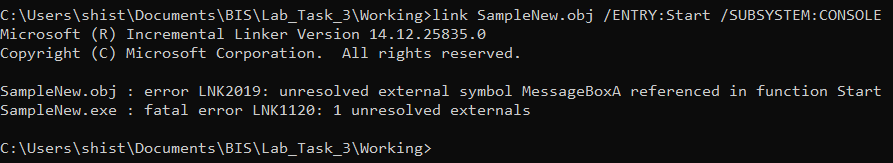 C:\Users\shist\Documents\BIS\Lab_Task_3\Working>link SampleNew.obj /ENTRY:Start /SUBSYSTEM:CONSOLE
Microsoft (R) Incremental Linker Version 14.12.25835.0
Copyright (C) Microsoft Corporation.  All rights reserved.
SampleNew.obj : error LNK2019: unresolved external symbol MessageBoxA referenced in function Start
SampleNew.exe : fatal error LNK1120: 1 unresolved externals
C:\Users\shist\Documents\BIS\Lab_Task_3\Working>